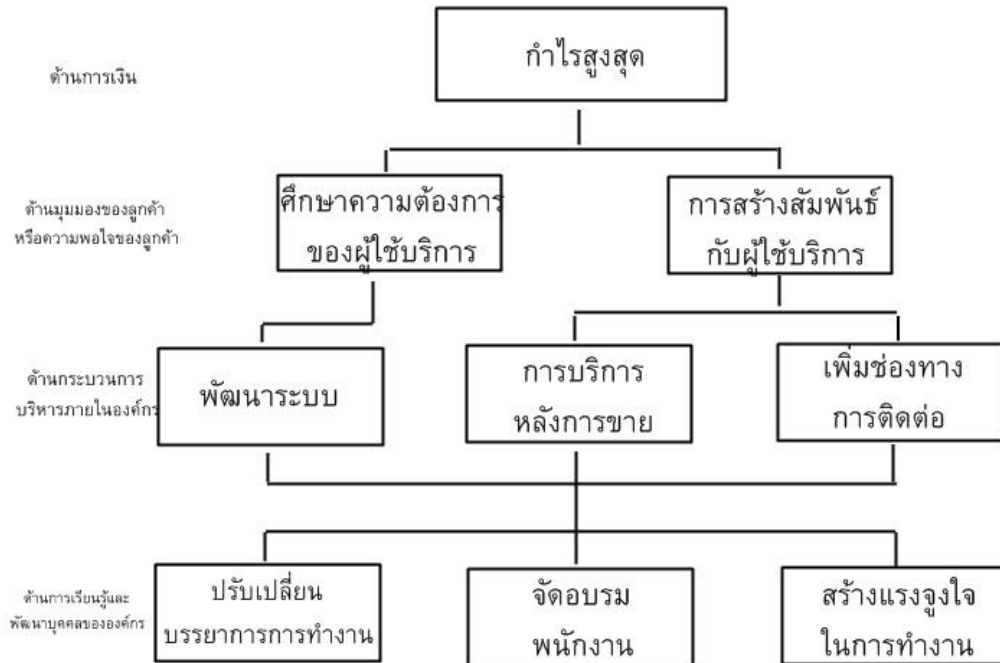 กำไรสูงสุด
ด้านการเงิน
ด้านมุมมองของลูกค้า
หรือความพอใจของลูกค้า
ศึกษาความต้องการ
ของผู้ใช้บริการ
การสร้างสัมพันธ์
กับผู้ใช้บริการ
ด้านกระบวนการ
บริหารภายในองค์กร
พัฒนาระบบ
การบริการ
หลังการขาย
เพิ่มช่องทาง
การติดต่อ
ด้านการเรียนรู้และ
พัฒนาบุคคลขององค์กร
ปรับเปลี่ยน
บรรยาการการทำงาน
จัดอบรม
พนักงาน
สร้างแรงจูงใจ
ในการทำงาน